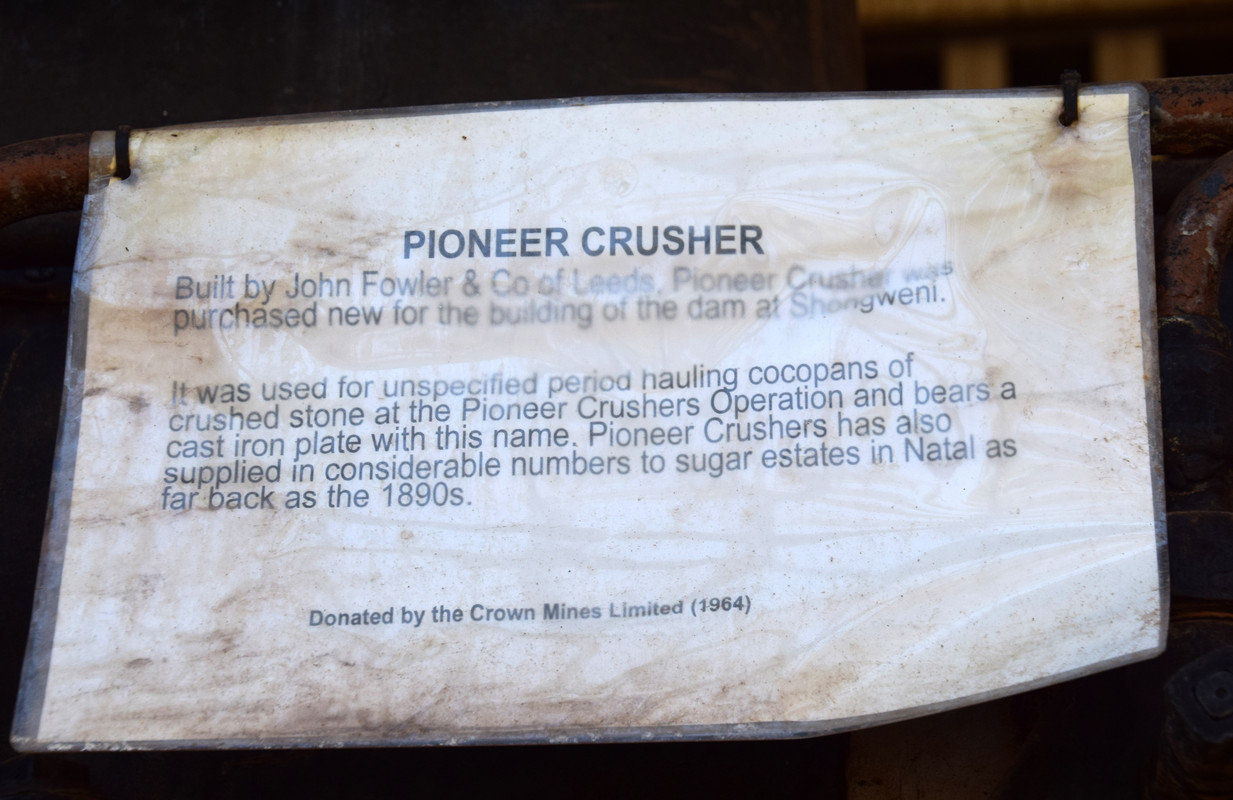 PIONEER CRUSHER
Built by John Fowler & Co of Leeds. Pioneer Crusher was
purchased new for the building of the dam at Shongweni.
It was used for unspecified period hauling cocopans of
crushed stone at the Pioneer Crushers Operation and bears a
cast iron plate with this name. Pioneer Crushers has also
supplied in considerable numbers to sugar estates in Natal as
far back as the 1890s.
Donated by the Crown Mines Limited (1964)